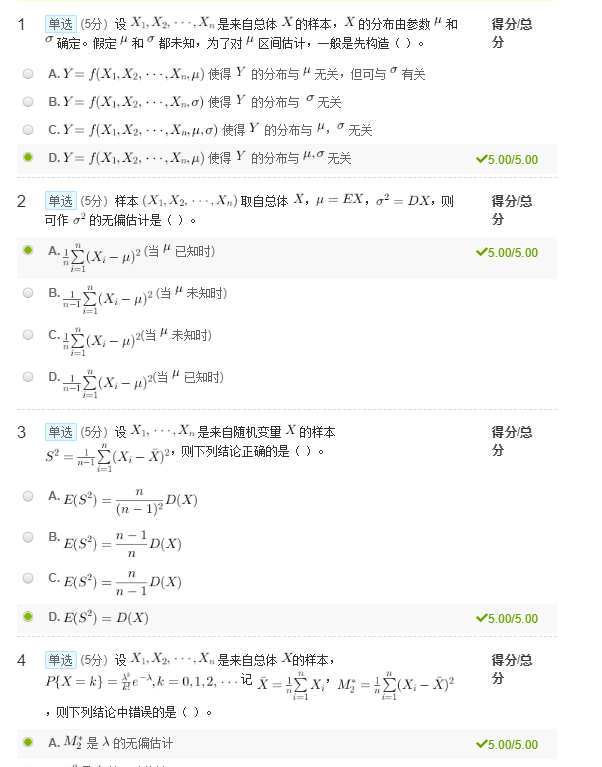 1 单选 (5分) 设 X₁, X₂, ···, Xₙ 是来自总体 X 的样本，X 的分布由参数 μ 和 得分/总
σ 确定。假定 μ 和 σ 都未知，为了对 μ 区间估计，一般是先构造（ ）。 分
A. Y = f(X₁, X₂, ···, Xₙ, μ) 使得 Y 的分布与 μ 无关，但可与 σ 有关
B. Y = f(X₁, X₂, ···, Xₙ, σ) 使得 Y 的分布与 σ 无关
C. Y = f(X₁, X₂, ···, Xₙ, μ, σ) 使得 Y 的分布与 μ，σ 无关
D. Y = f(X₁, X₂, ···, Xₙ, μ) 使得 Y 的分布与 μ,σ 无关 ✔5.00/5.00
2 单选 (5分) 样本 (X₁, X₂, ···, Xₙ) 取自总体 X，μ = EX，σ² = DX，则 得分/总
可作 σ² 的无偏估计是（ ）。 分
A. 1/n ∑ᵢ₌₁ⁿ (Xᵢ − μ)² (当 μ 已知时) ✔5.00/5.00
B. 1/(n−1) ∑ᵢ₌₁ⁿ (Xᵢ − μ)² (当 μ 未知时)
C. 1/n ∑ᵢ₌₁ⁿ (Xᵢ − μ)²(当 μ 未知时)
D. 1/(n−1) ∑ᵢ₌₁ⁿ (Xᵢ − μ)²(当 μ 已知时)
3 单选 (5分) 设 X₁, ···, Xₙ 是来自随机变量 X 的样本 得分/总
S² = 1/(n−1) ∑ᵢ₌₁ⁿ (Xᵢ − X̄)²，则下列结论正确的是（ ）。 分
A. E(S²) = n/(n − 1)² D(X)
B. E(S²) = (n − 1)/n D(X)
C. E(S²) = n/(n − 1) D(X)
D. E(S²) = D(X) ✔5.00/5.00
4 单选 (5分) 设 X₁, X₂, ···, Xₙ 是来自总体 X的样本， 得分/总
P{X = k} = λᵏ/k! e^(−λ), k = 0, 1, 2, ··· 记 X̄ = 1/n ∑ᵢ₌₁ⁿ Xᵢ，M₂* = 1/n ∑ᵢ₌₁ⁿ (Xᵢ − X̄)² 分
，则下列结论中错误的是（ ）。
A. M₂* 是 λ 的无偏估计 ✔5.00/5.00